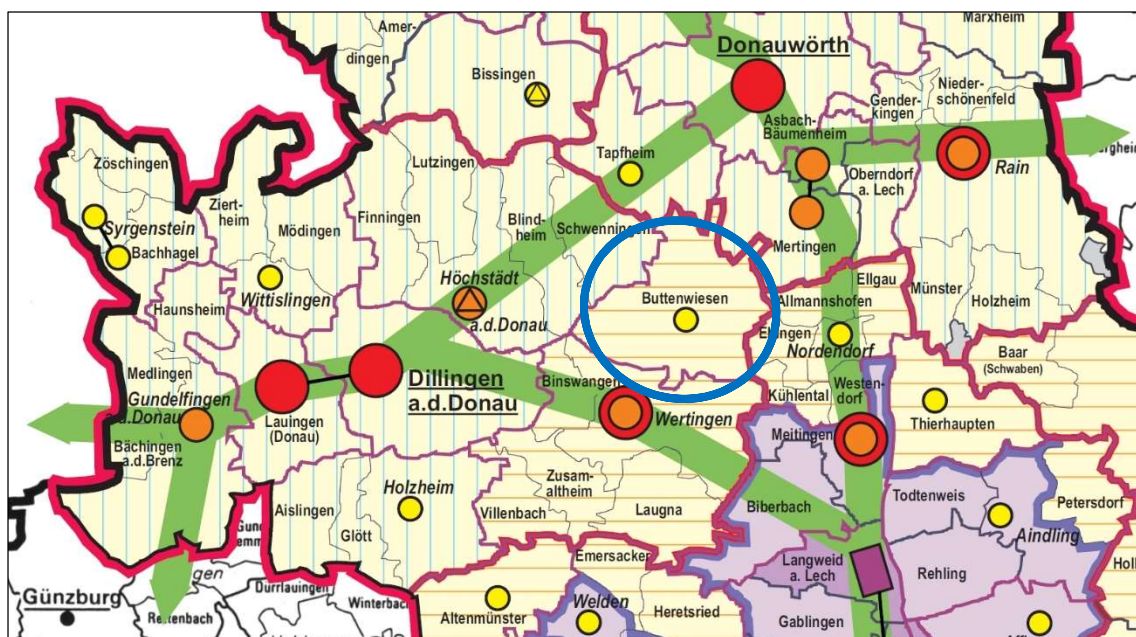 Amer-
dingen
Marxheim
Donauwörth
Bissingen
Nieder-
schönenfeld
Gender-
kingen
Asbach-
Bäumenheim
Zöschingen
Lutzingen
Tapfheim
Oberndorf
a. Lech
Rain
Ziert-
heim
Syrgenstein
Bachhagel
Mödingen
Finningen
Blind-
heim
Schwenningen
Mertingen
Höchstädt
a.d.Donau
Wittislingen
Haunsheim
Buttenwiesen
Allmannshofen
Ellgau
Münster
Holzheim
Nordendorf
Baar
(Schwaben)
Medlingen
Gundelfingen
a.d.Donau
Lauingen
(Donau)
Dillingen
a.d.Donau
Binswangen
Wertingen
Kühlental
Westen-
dorf
Thierhaupten
Meitingen
Bächingen
a.d.Brenz
Aislingen
Glött
Holzheim
Villenbach
Zusam-
altheim
Laugna
Biberbach
Todtenweis
Petersdorf
Aindling
Emersacker
Langweid
a. Lech
Rehling
Günzburg
Dürrlauingen
Altenmünster
Welden
Heretsried
Gablingen